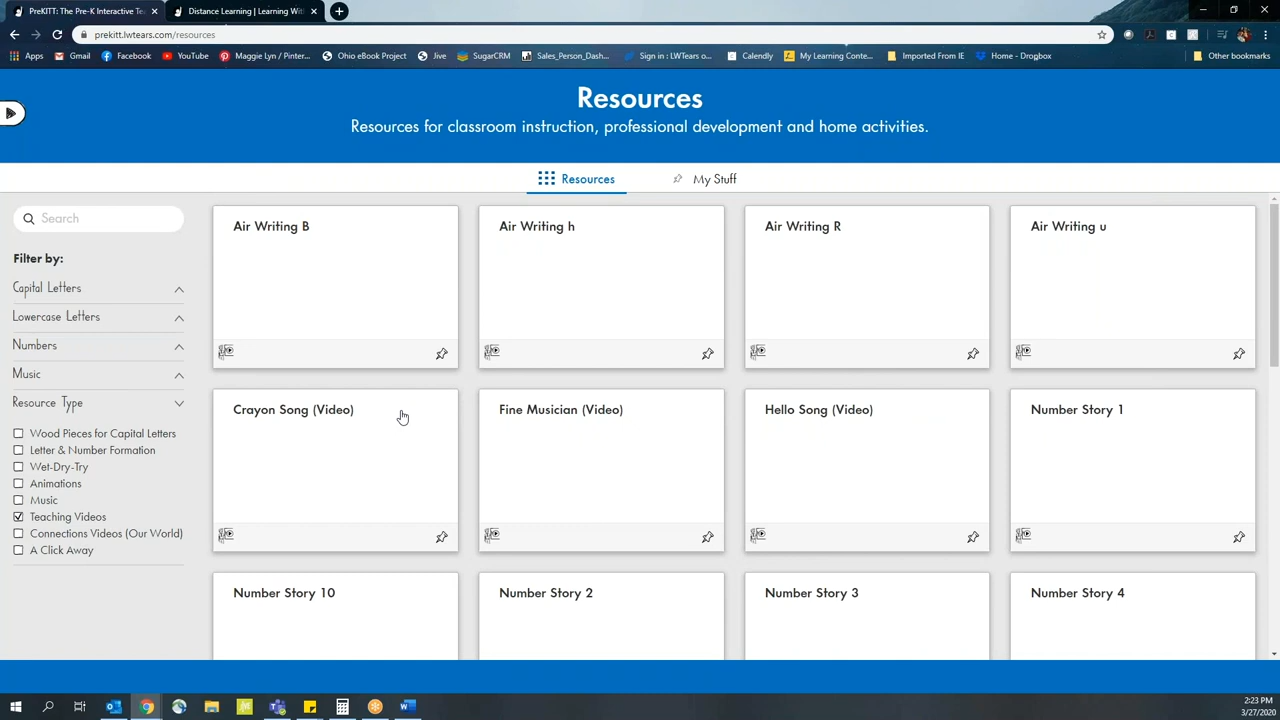 PreKITT: The Pre-K Interactive Te
Distance Learning | Learning With
prekitt.lwtears.com/resources
Apps
Gmail
Facebook
YouTube
Maggie Lyn / Pinter...
Ohio eBook Project
Jive
SugarCRM
Sales_Person_Dash...
Sign in : LWTears o...
Calendly
My Learning Conte...
Imported From IE
Home - Dropbox
Other bookmarks
Resources
Resources for classroom instruction, professional development and home activities.
Resources
My Stuff
Search
Filter by:
Capital Letters
Lowercase Letters
Numbers
Music
Resource Type
Wood Pieces for Capital Letters
Letter & Number Formation
Wet-Dry-Try
Animations
Music
Teaching Videos
Connections Videos (Our World)
A Click Away
Air Writing B
Air Writing h
Air Writing R
Air Writing u
Crayon Song (Video)
Fine Musician (Video)
Hello Song (Video)
Number Story 1
Number Story 10
Number Story 2
Number Story 3
Number Story 4
2:23 PM
3/27/2020